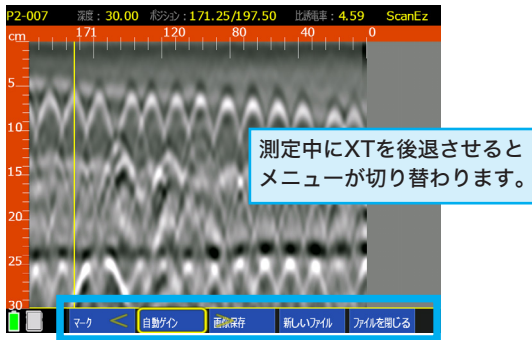 P2-007 深度：30.00 ポジション：171.25/197.50 比誘電率：4.59 ScanEz
cm 171 120 80 40 0
5
10
測定中にXTを後退させると
メニューが切り替わります。
15
20
25
30
マーク < 自動ゲイン 画像保存 新しいファイル ファイルを閉じる